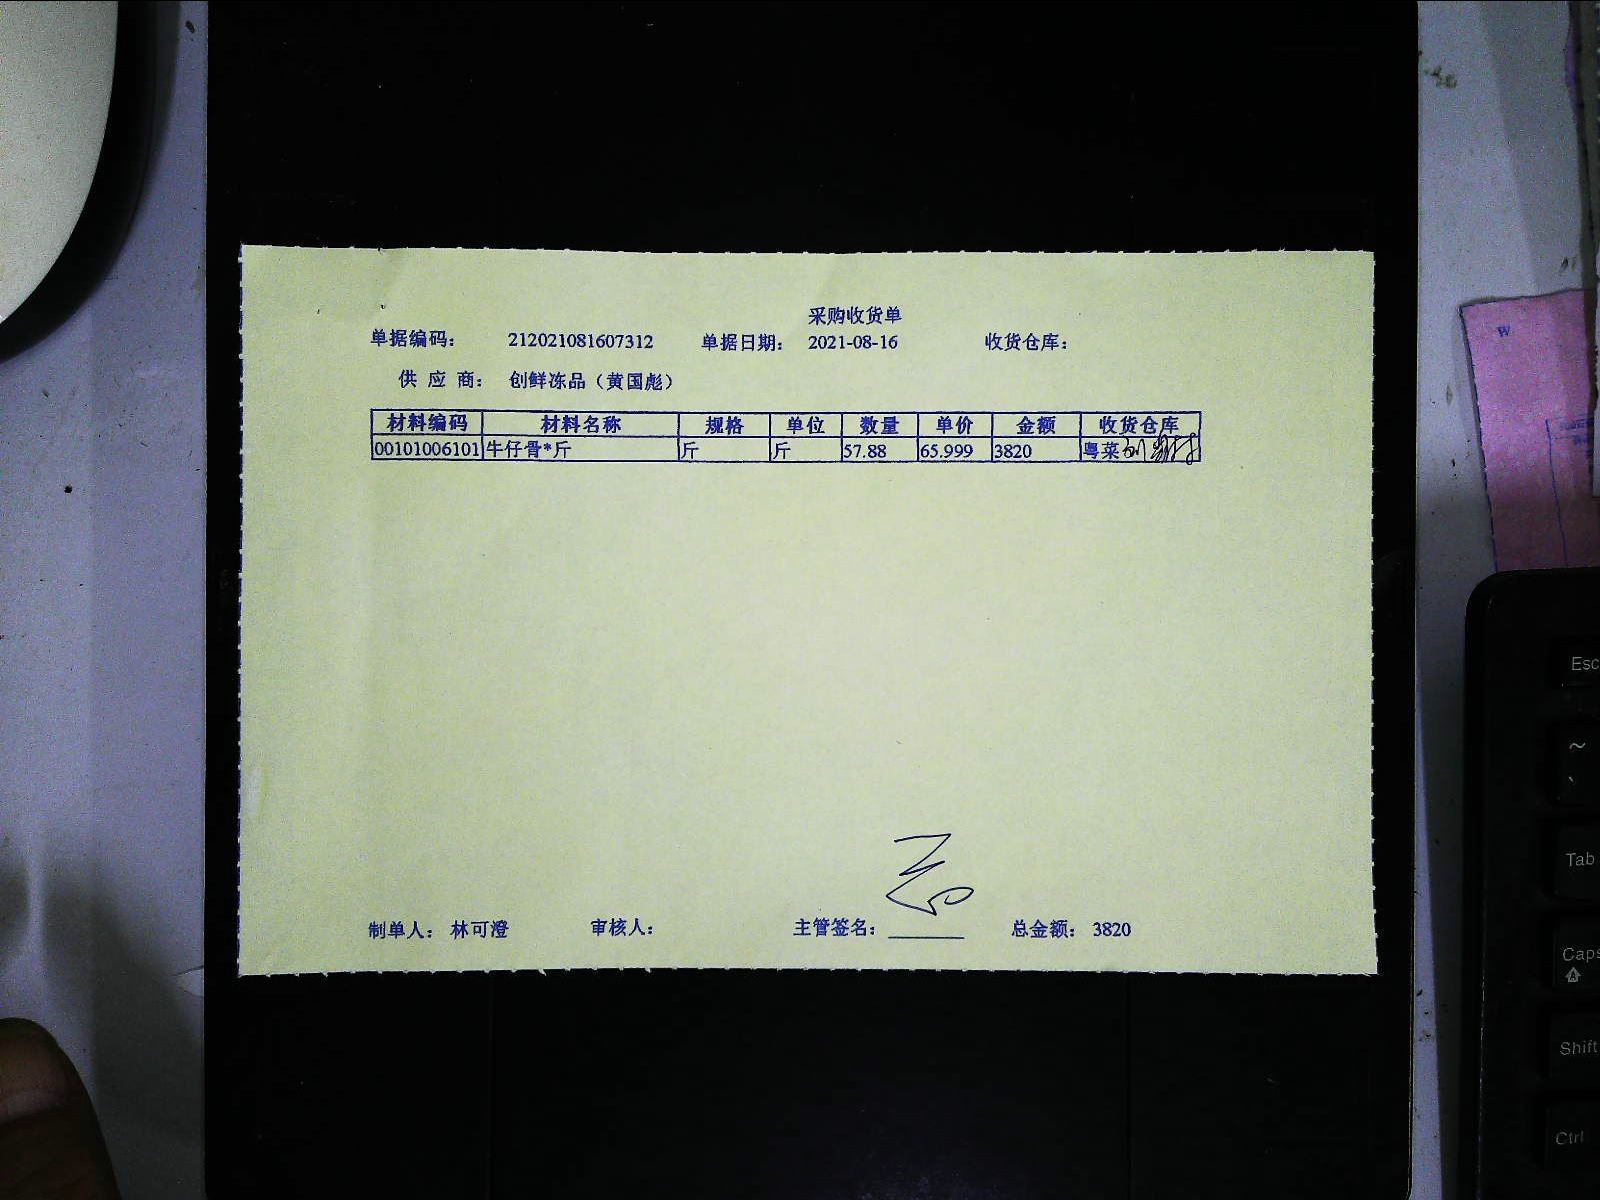 采购收货单
单据编码： 212021081607312 单据日期： 2021-08-16 收货仓库：
供 应 商： 创鲜冻品（黄国彪）
材料编码 材料名称 规格 单位 数量 单价 金额 收货仓库
00101006101 牛仔骨*斤 斤 斤 57.88 65.999 3820 粤菜
制单人： 林可澄 审核人： 主管签名： 总金额： 3820
W
Esc
~
`
Tab
Caps
Shift
Ctrl